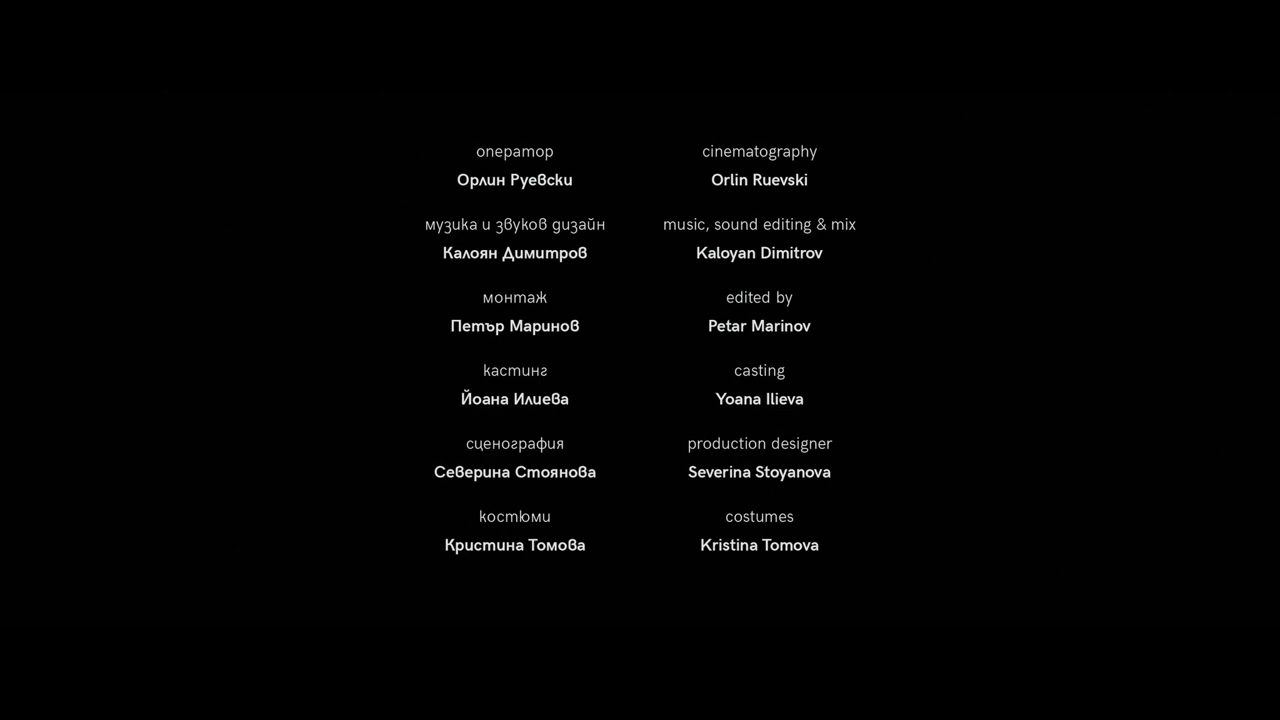 оператор
Орлин Руевски
музика и звуков дизайн
Калоян Димитров
монтаж
Петър Маринов
кастинг
Йоана Илиева
сценография
Северина Стоянова
костюми
Кристина Томова
cinematography
Orlin Ruevski
music, sound editing & mix
Kaloyan Dimitrov
edited by
Petar Marinov
casting
Yoana Ilieva
production designer
Severina Stoyanova
costumes
Kristina Tomova